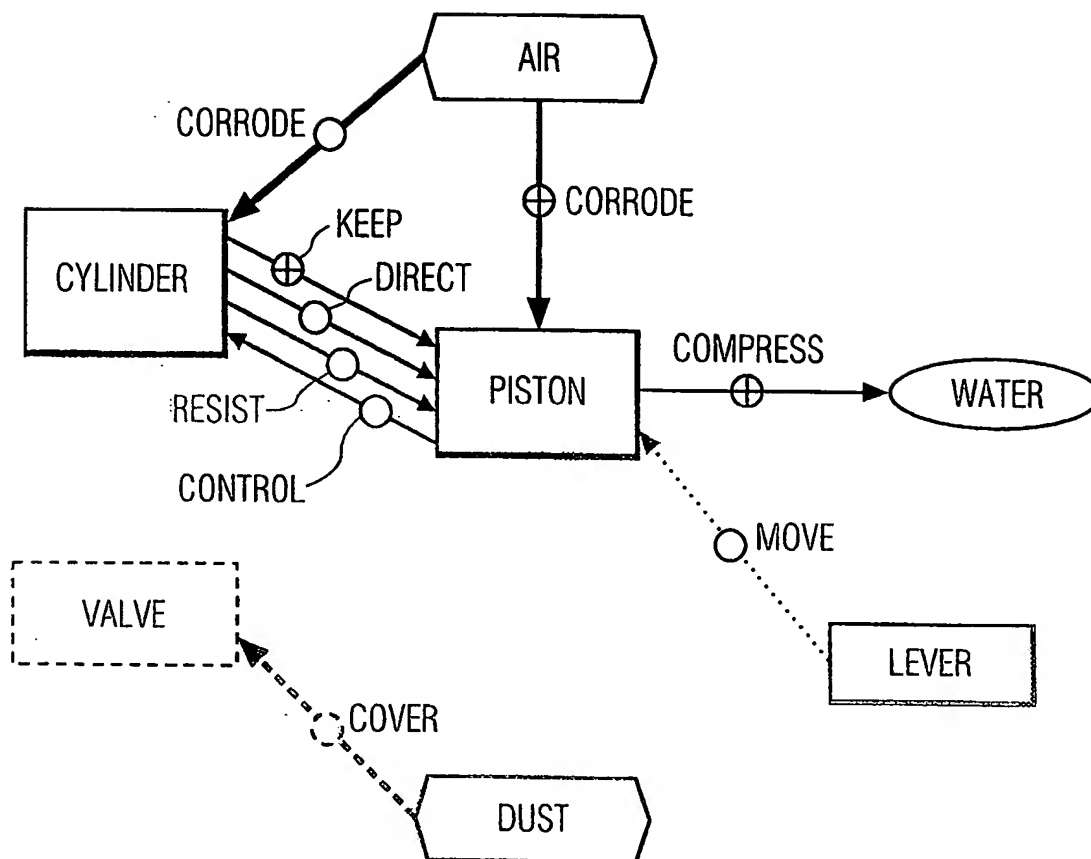 AIR
CORRODE
CORRODE
KEEP
CYLINDER
DIRECT
COMPRESS
PISTON
WATER
RESIST
CONTROL
MOVE
VALVE
LEVER
COVER
DUST